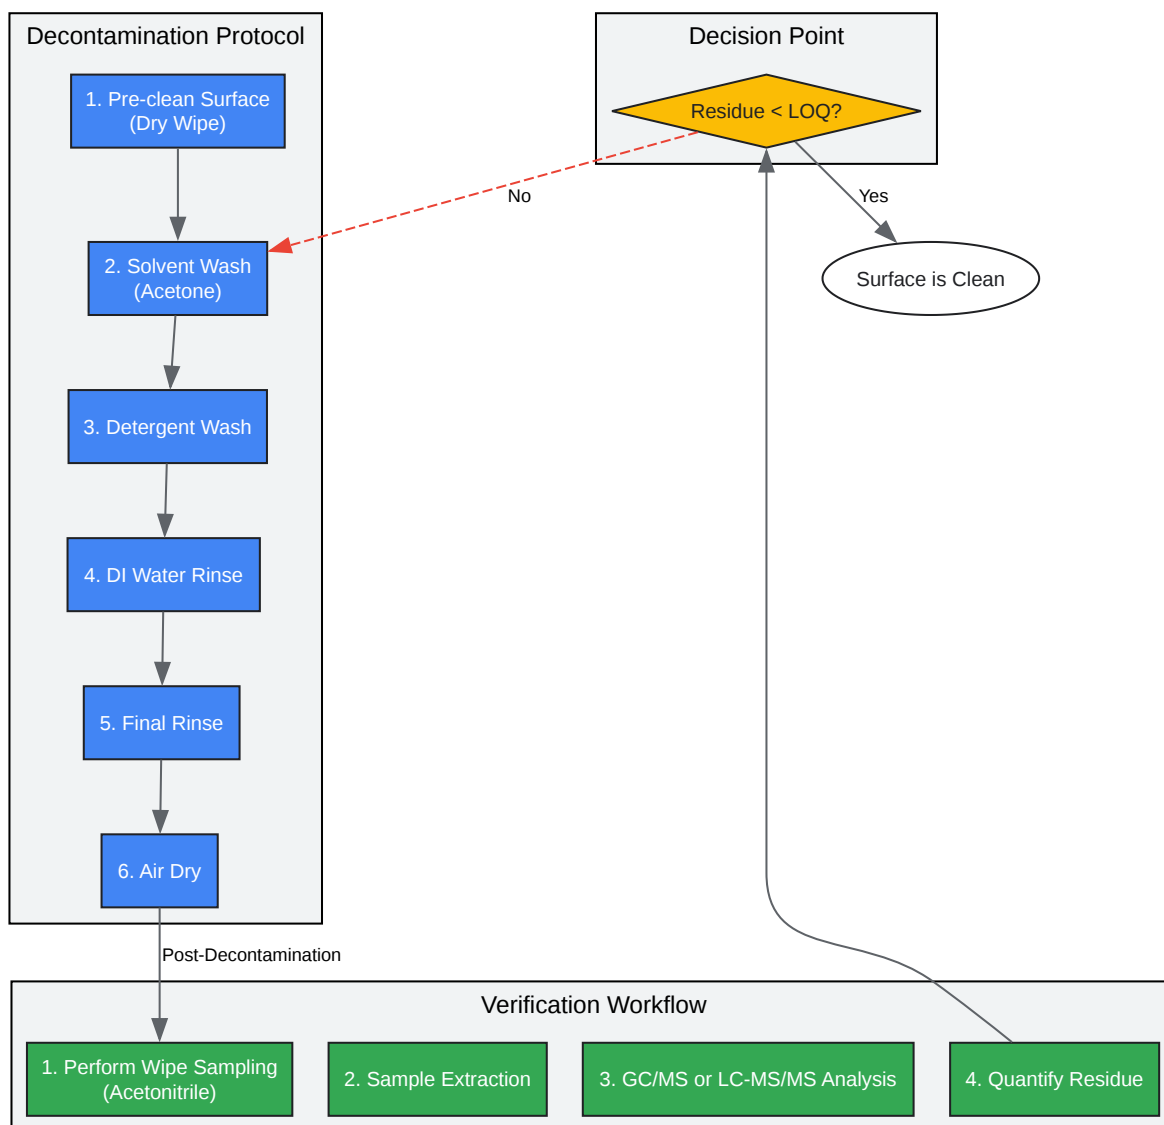 Decontamination Protocol
1. Pre-clean Surface
(Dry Wipe)
2. Solvent Wash
(Acetone)
3. Detergent Wash
4. DI Water Rinse
5. Final Rinse
6. Air Dry
Post-Decontamination
Decision Point
Residue < LOQ?
No
Yes
Surface is Clean
Verification Workflow
1. Perform Wipe Sampling
(Acetonitrile)
2. Sample Extraction
3. GC/MS or LC-MS/MS Analysis
4. Quantify Residue